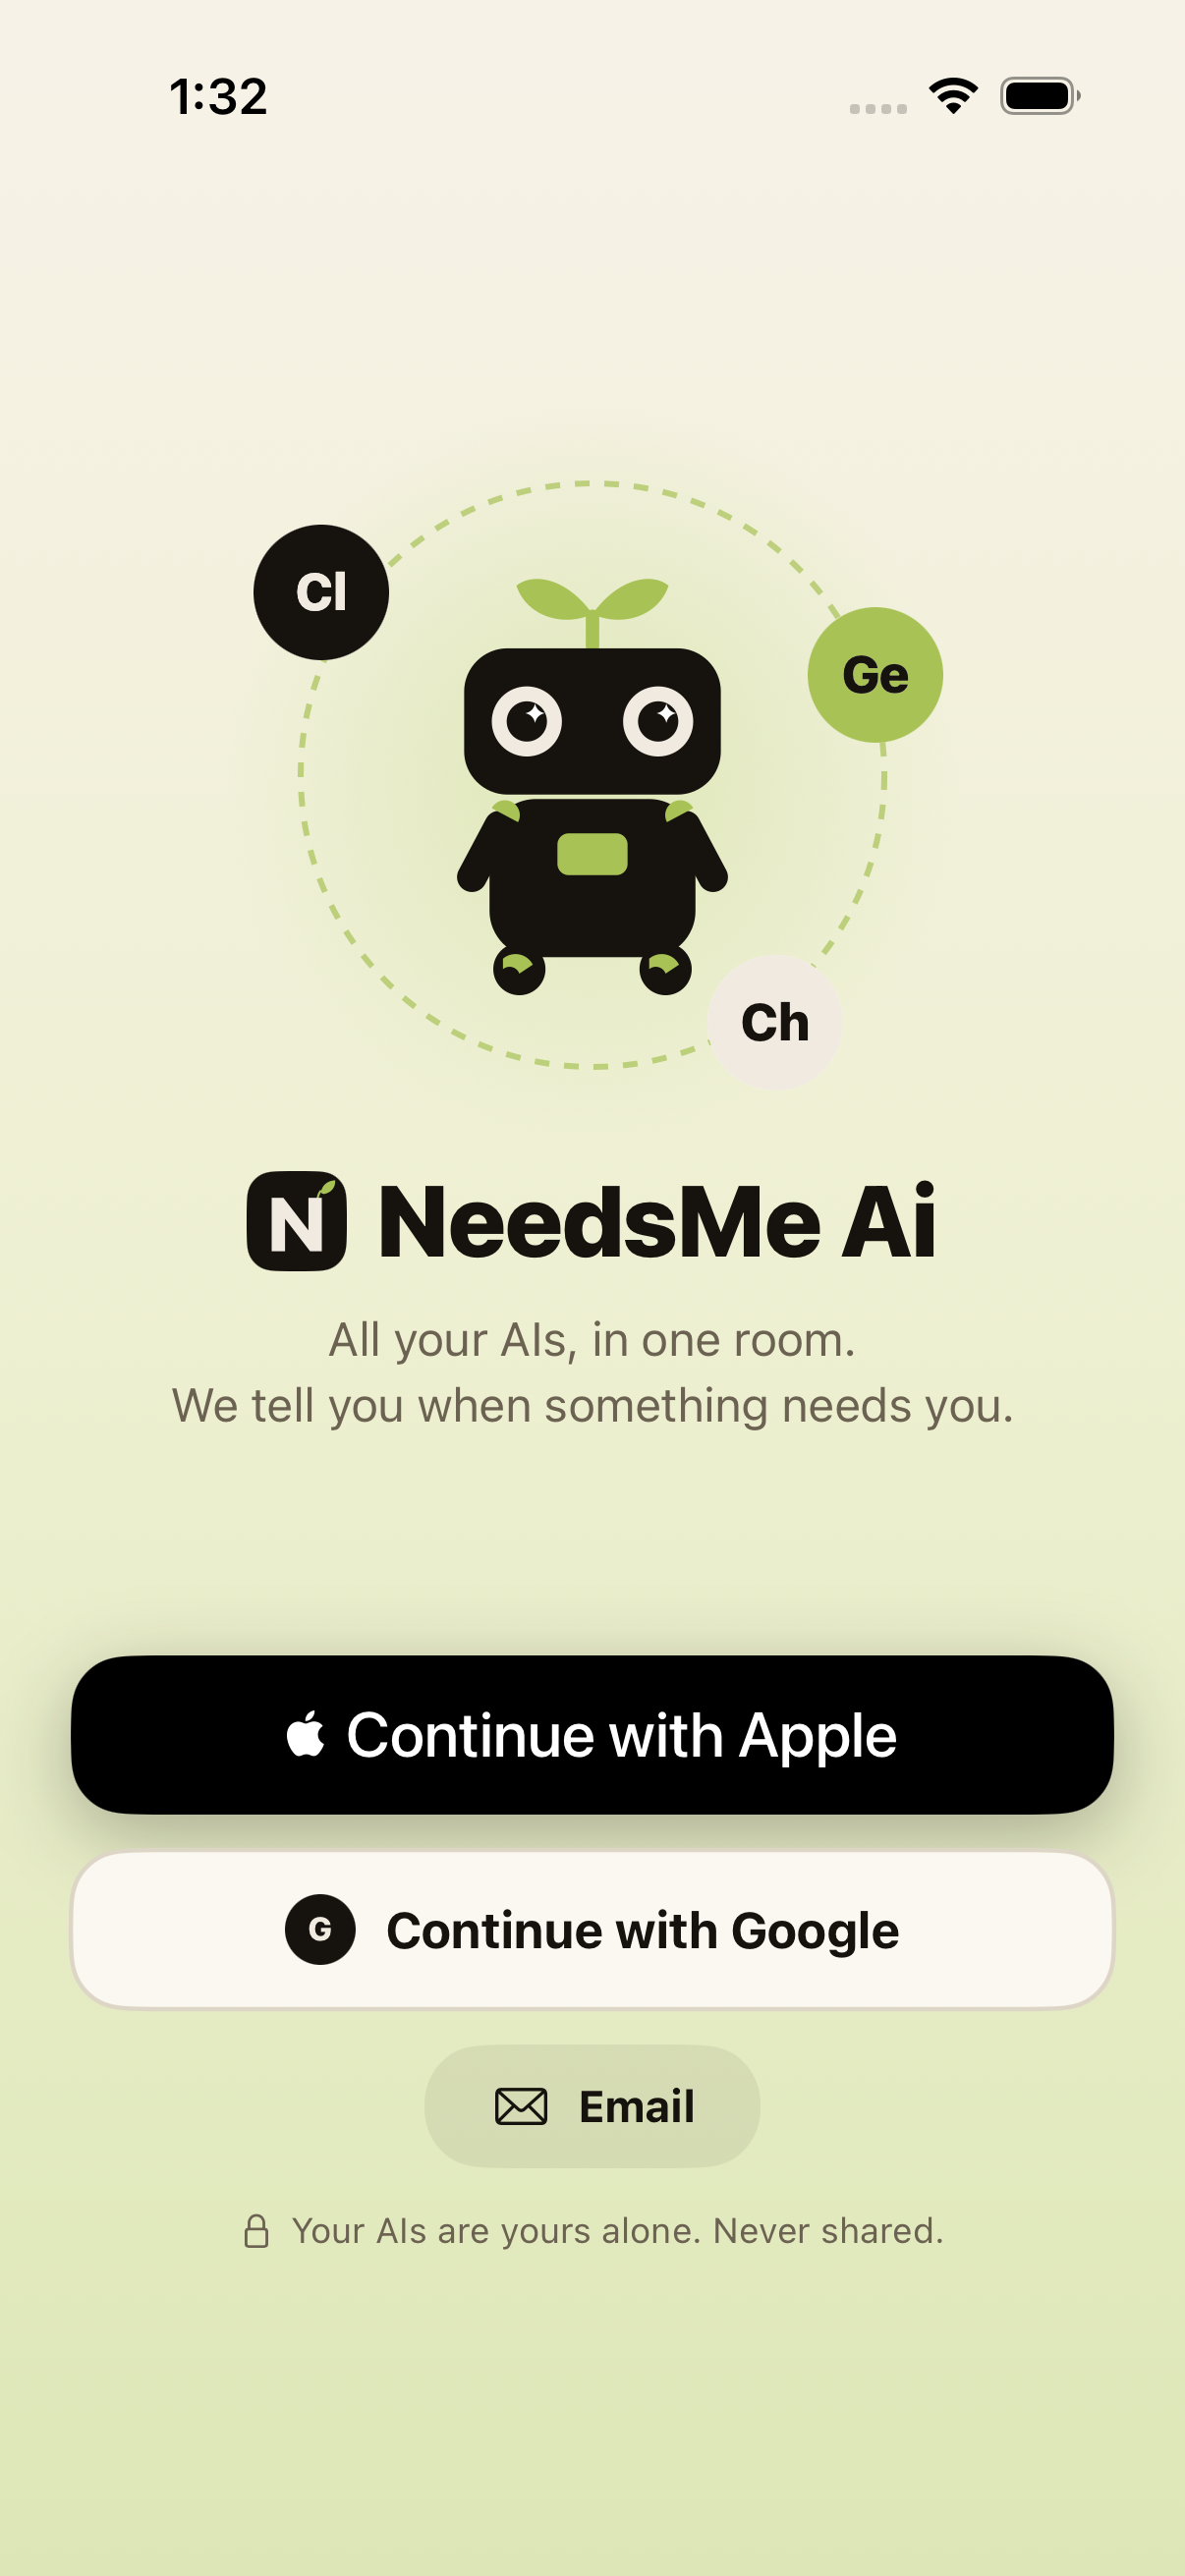 1:32
Cl
Ge
Ch
N NeedsMe Ai
All your AIs, in one room.
We tell you when something needs you.
Continue with Apple
G Continue with Google
Email
Your AIs are yours alone. Never shared.